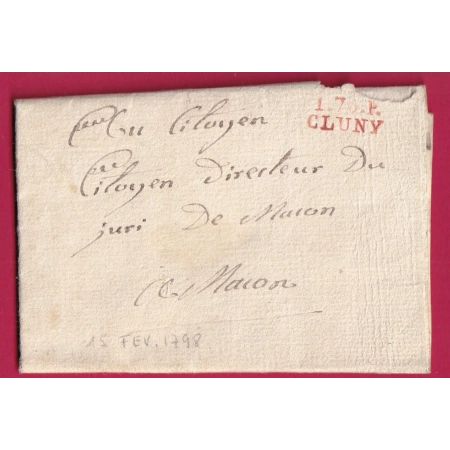 P.70.P.
CLUNY
Au Citoyen
Citoyen Directeur Du
juri De Macon
a Macon
15 FEV. 1798